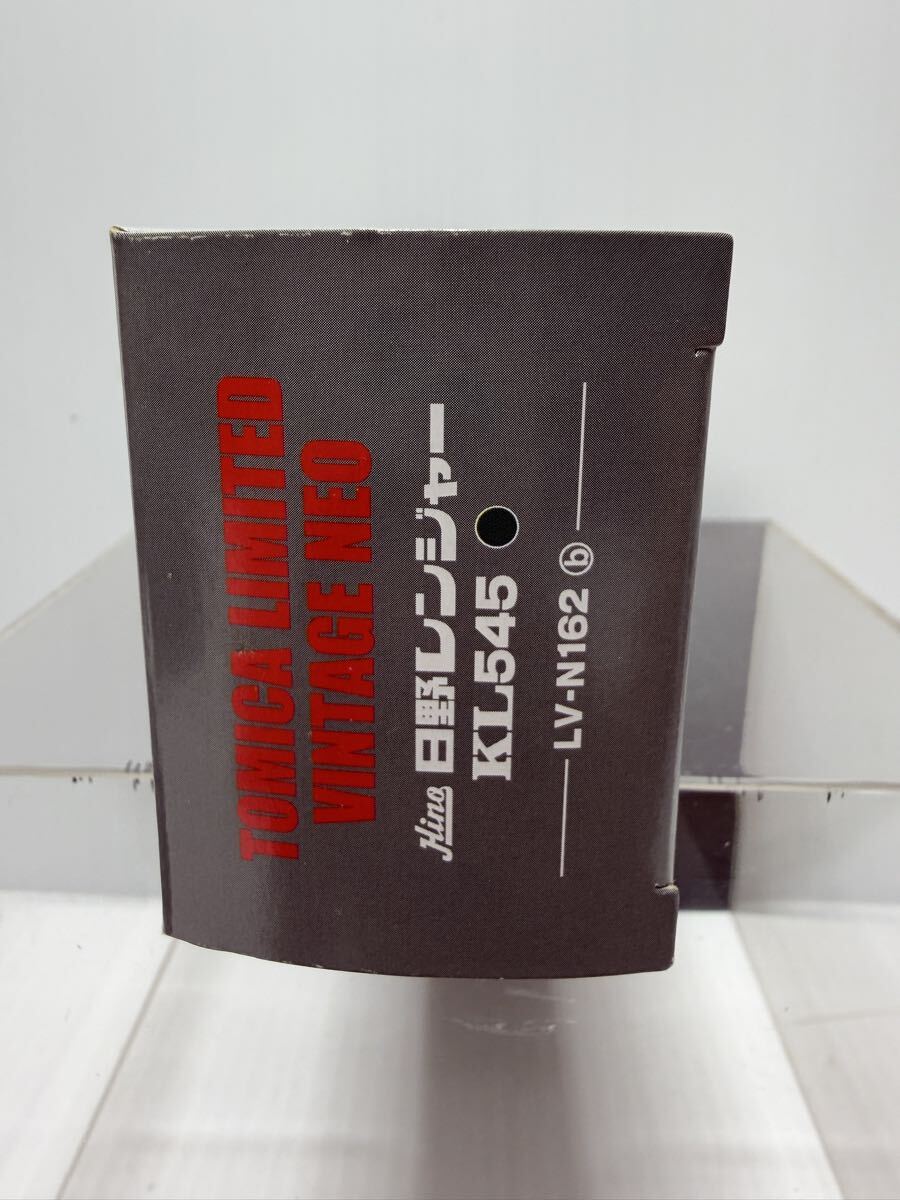 TOMICA LIMITED
VINTAGE NEO
Hino 日野レンジャー
KL545
LV-N162 ⓑ